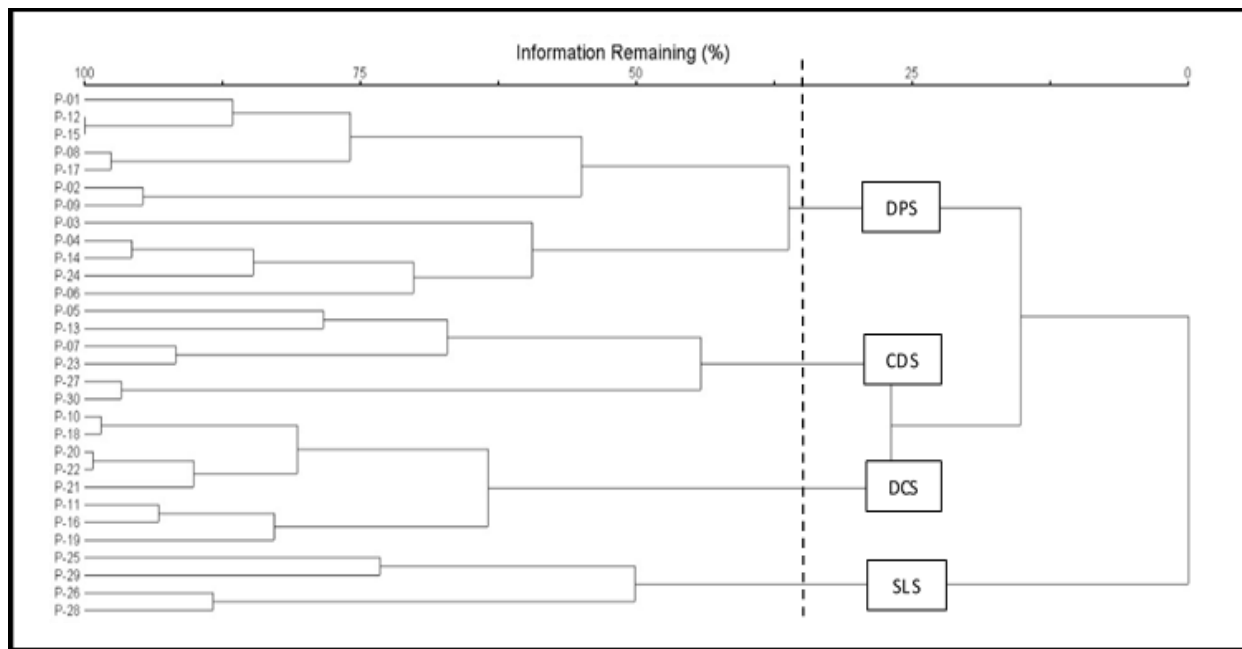 Information Remaining (%)
100 75 50 25 0
P-01
P-12
P-15
P-08
P-17
P-02
P-09
P-03
P-04
P-14
P-24
P-06
P-05
P-13
P-07
P-23
P-27
P-30
P-10
P-18
P-20
P-22
P-21
P-11
P-16
P-19
P-25
P-29
P-26
P-28
DPS
CDS
DCS
SLS